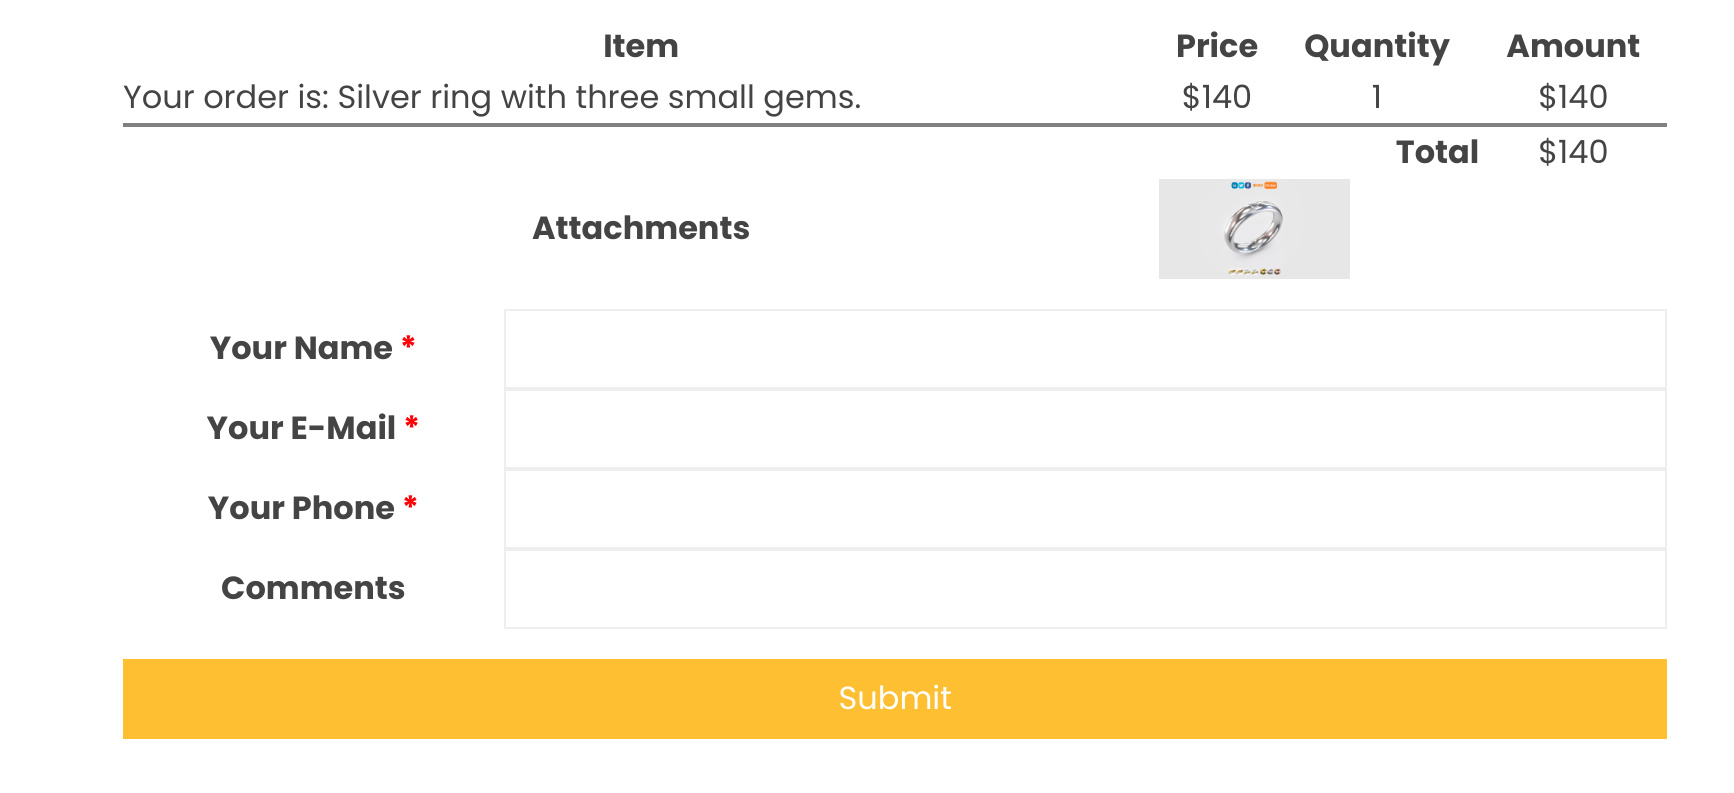 Item Price Quantity Amount
Your order is: Silver ring with three small gems. $140 1 $140
Total $140
Attachments
Your Name *
Your E-Mail *
Your Phone *
Comments
Submit